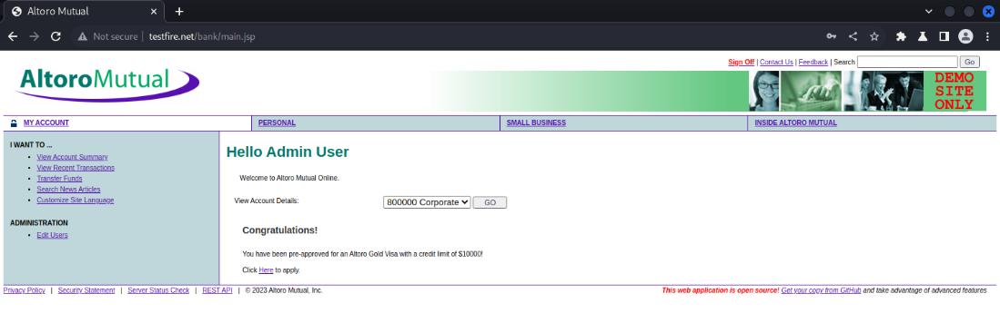 Altoro Mutual
Not secure | testfire.net/bank/main.jsp
AltoroMutual
Sign Off | Contact Us | Feedback | Search Go
DEMO
SITE
ONLY
MY ACCOUNT PERSONAL SMALL BUSINESS INSIDE ALTORO MUTUAL
I WANT TO ...
View Account Summary
View Recent Transactions
Transfer Funds
Search News Articles
Customize Site Language
ADMINISTRATION
Edit Users
Hello Admin User
Welcome to Altoro Mutual Online.
View Account Details: 800000 Corporate GO
Congratulations!
You have been pre-approved for an Altoro Gold Visa with a credit limit of $10000!
Click Here to apply.
Privacy Policy | Security Statement | Server Status Check | REST API | © 2023 Altoro Mutual, Inc.
This web application is open source! Get your copy from GitHub and take advantage of advanced features